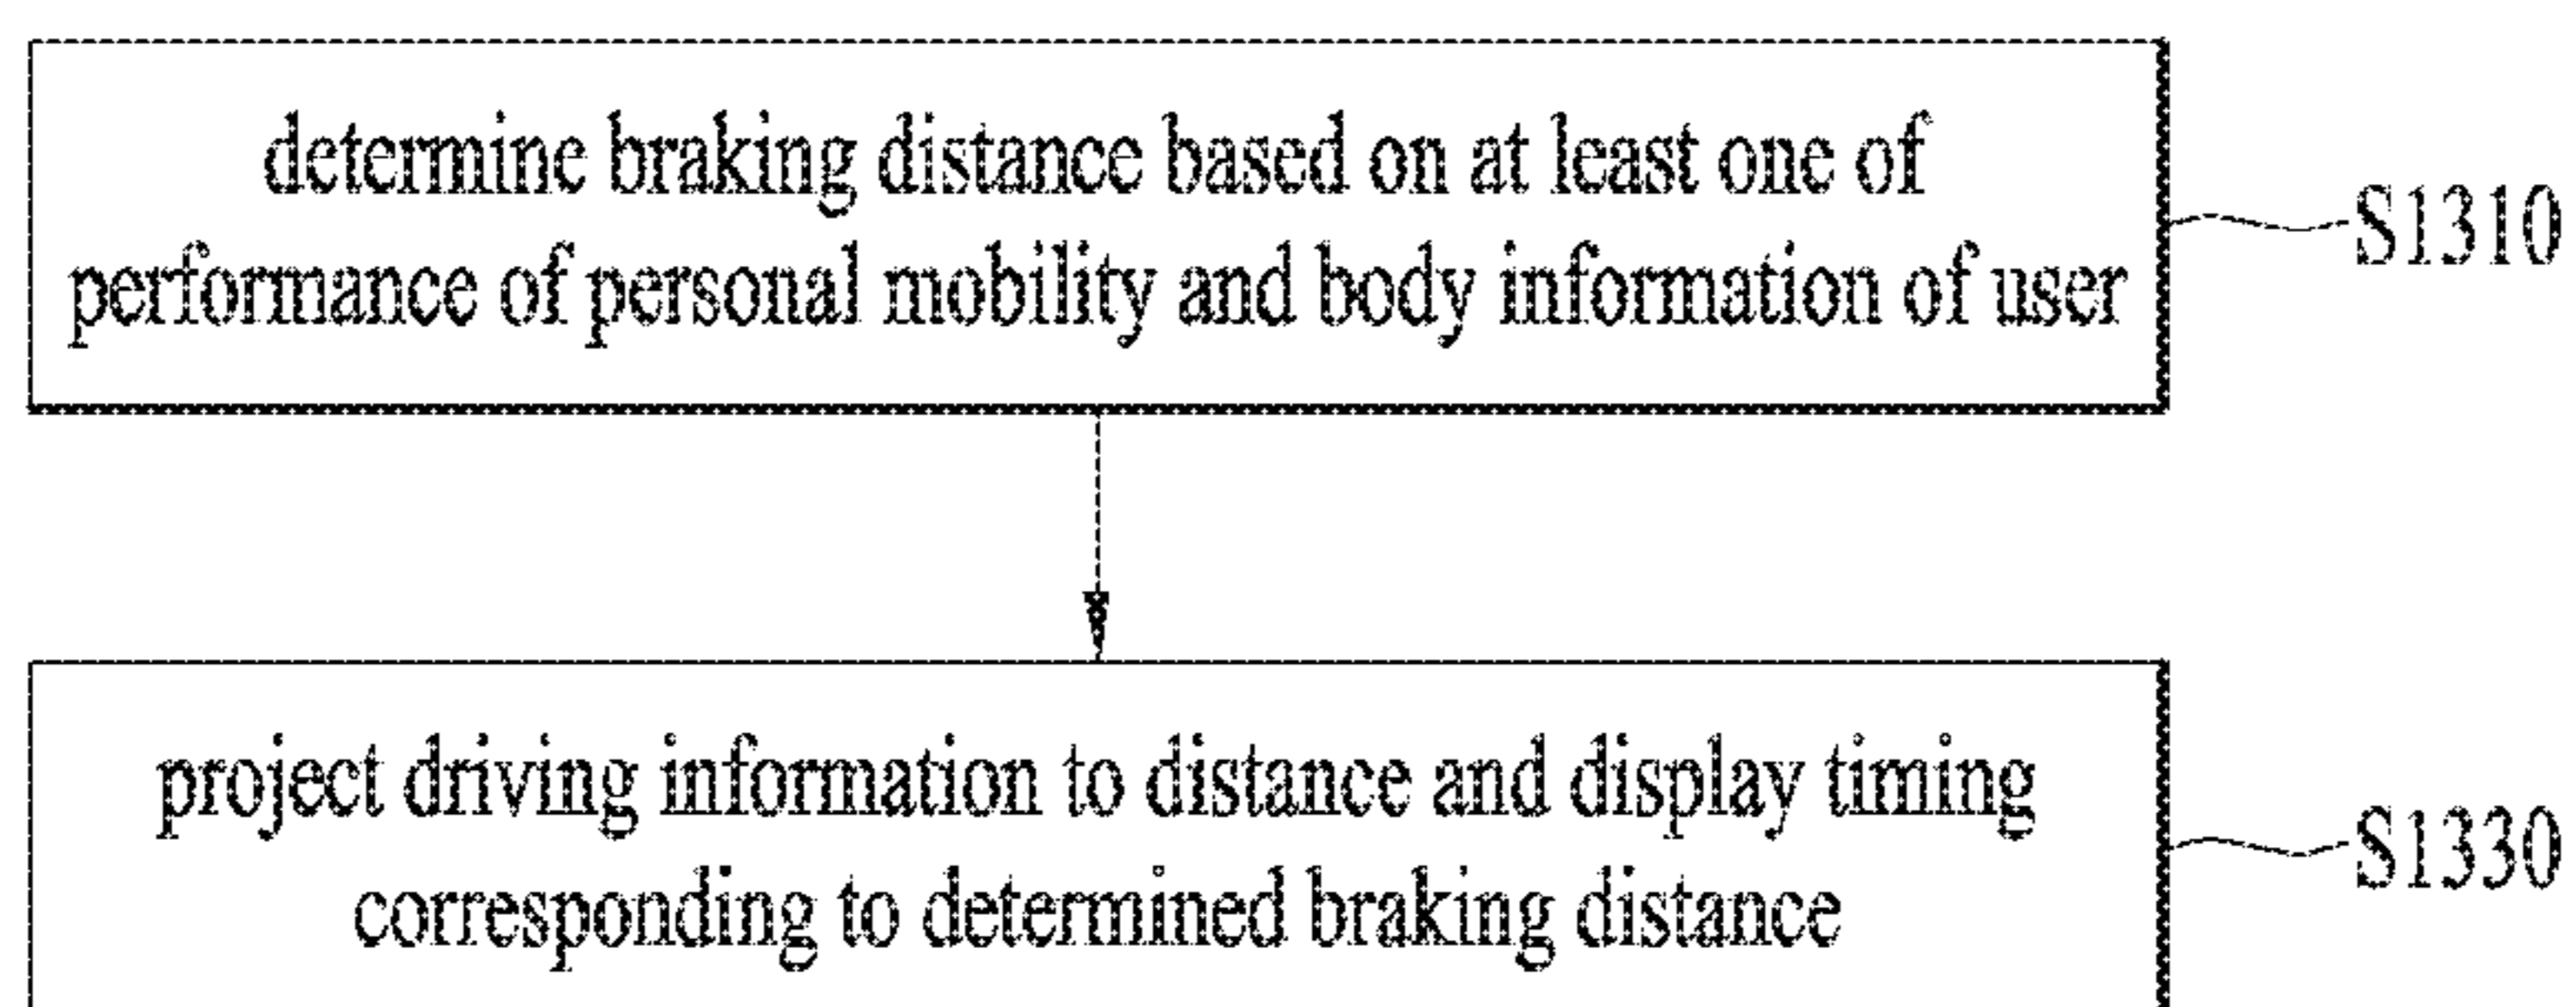 determine braking distance based on at least one of
performance of personal mobility and body information of user
S1310
project driving information to distance and display timing
corresponding to determined braking distance
S1330